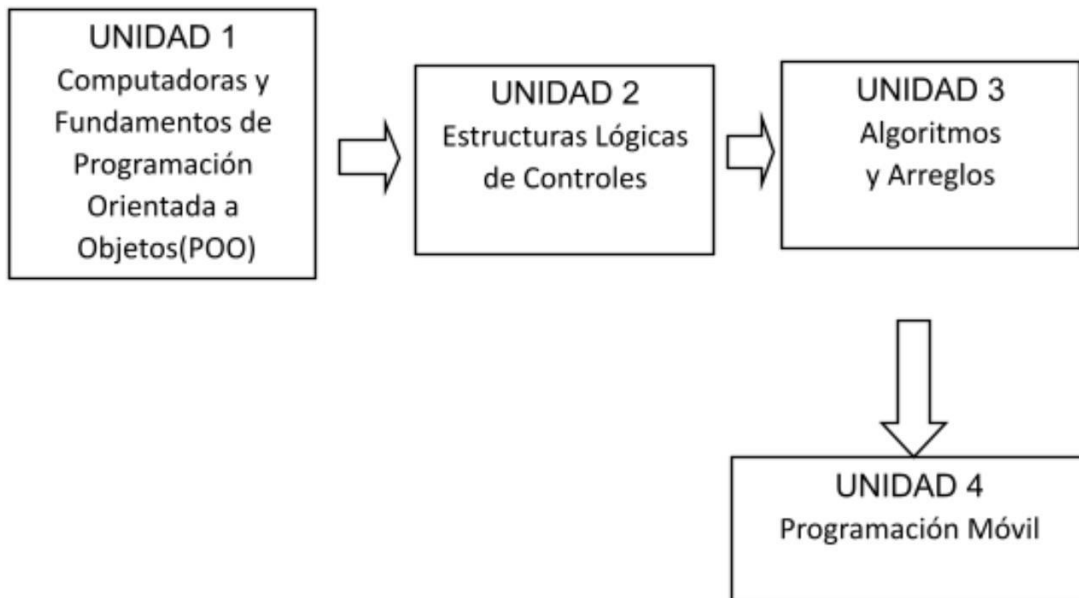 UNIDAD 1
Computadoras y
Fundamentos de
Programación
Orientada a
Objetos(POO)
UNIDAD 2
Estructuras Lógicas
de Controles
UNIDAD 3
Algoritmos
y Arreglos
UNIDAD 4
Programación Móvil